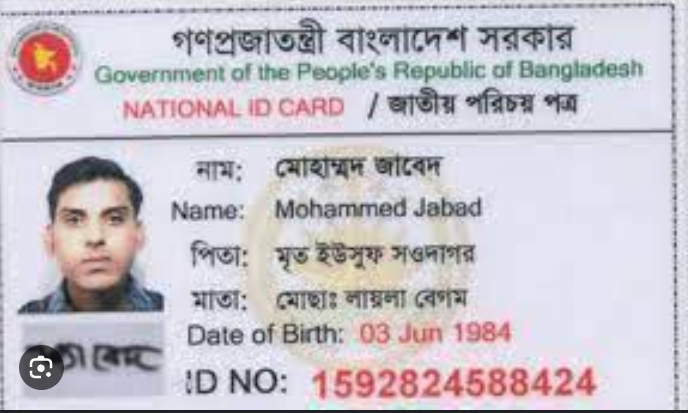 গণপ্রজাতন্ত্রী বাংলাদেশ সরকার
Government of the People's Republic of Bangladesh
NATIONAL ID CARD / জাতীয় পরিচয় পত্র
নাম: মোহাম্মদ জাবেদ
Name: Mohammed Jabad
পিতা: মৃত ইউসুফ সওদাগর
মাতা: মোছাঃ লায়লা বেগম
Date of Birth: 03 Jun 1984
জাবেদ
ID NO: 1592824588424